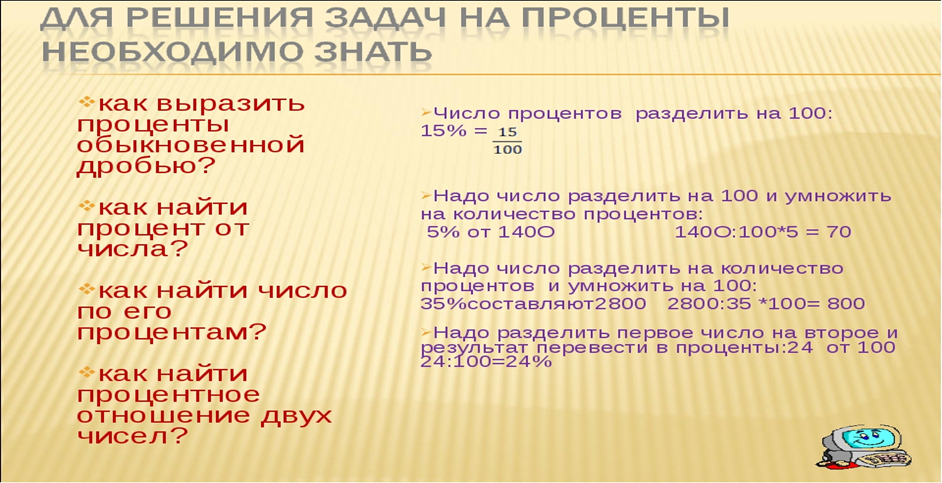 ДЛЯ РЕШЕНИЯ ЗАДАЧ НА ПРОЦЕНТЫ
НЕОБХОДИМО ЗНАТЬ
как выразить
проценты
обыкновенной
дробью?
как найти
процент от
числа?
как найти число
по его
процентам?
как найти
процентное
отношение двух
чисел?
Число процентов разделить на 100:
15% = 15/100
Надо число разделить на 100 и умножить
на количество процентов:
5% от 140О 140О:100*5 = 70
Надо число разделить на количество
процентов и умножить на 100:
35%составляют2800 2800:35 *100= 800
Надо разделить первое число на второе и
результат перевести в проценты:24 от 100
24:100=24%